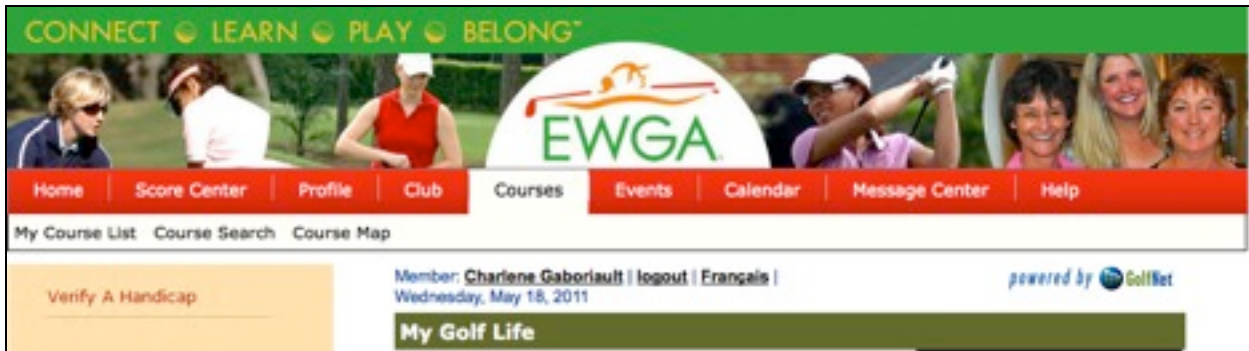 CONNECT LEARN PLAY BELONG™
EWGA
Home Score Center Profile Club Courses Events Calendar Message Center Help
My Course List Course Search Course Map
Member: Charlene Gaboriault | logout | Français |
powered by GolfNet
Wednesday, May 18, 2011
Verify A Handicap
My Golf Life